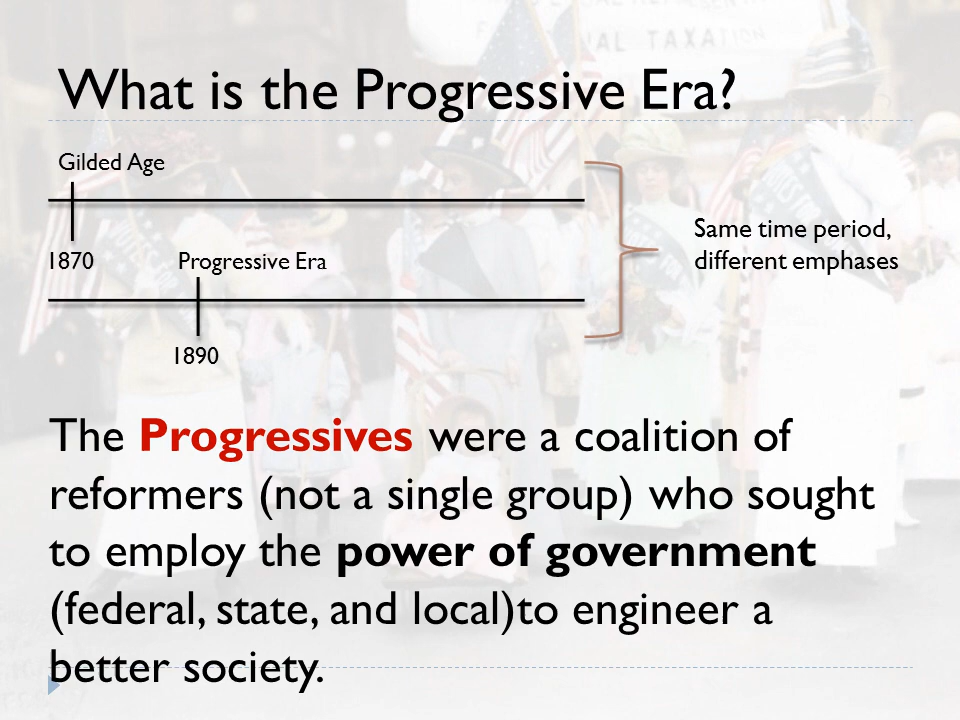 What is the Progressive Era?
Gilded Age
1870
Progressive Era
1890
Same time period,
different emphases
The Progressives were a coalition of
reformers (not a single group) who sought
to employ the power of government
(federal, state, and local)to engineer a
better society.
TAXATION